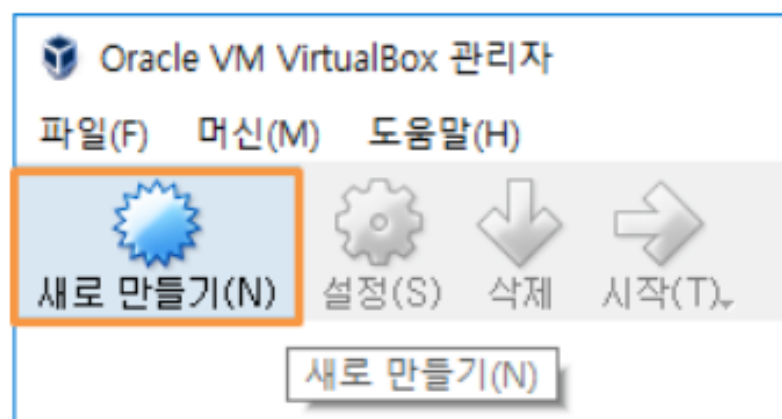 Oracle VM VirtualBox 관리자
파일(F) 머신(M) 도움말(H)
새로 만들기(N) 설정(S) 삭제 시작(T)
새로 만들기(N)